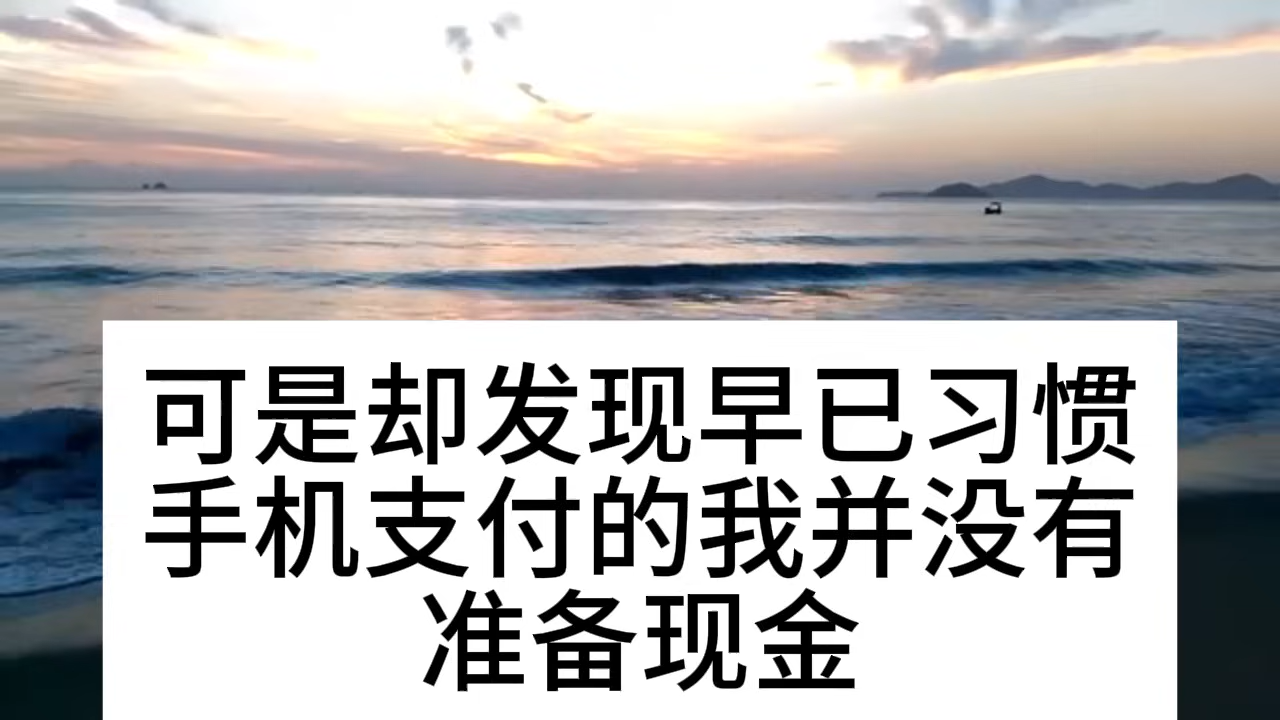 可是却发现早已习惯
手机支付的我并没有
准备现金